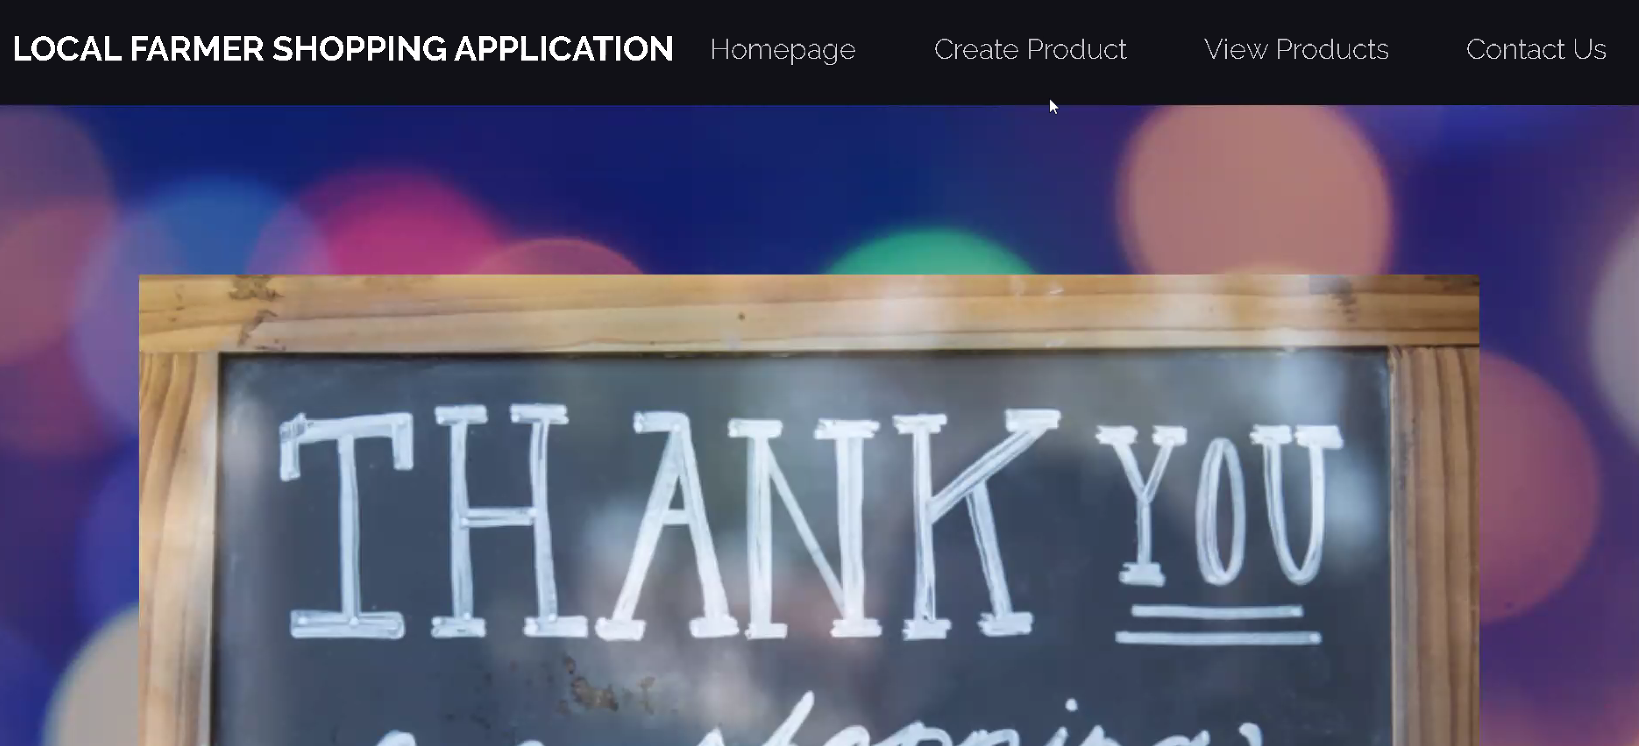 LOCAL FARMER SHOPPING APPLICATION Homepage Create Product View Products Contact Us
THANK YOU